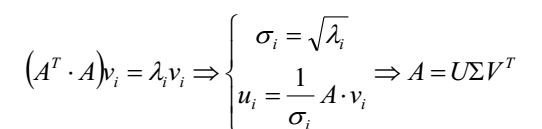 (A^T · A)v_i = λ_i v_i ⇒ { σ_i = √λ_i
u_i = 1/σ_i A · v_i ⇒ A = UΣV^T